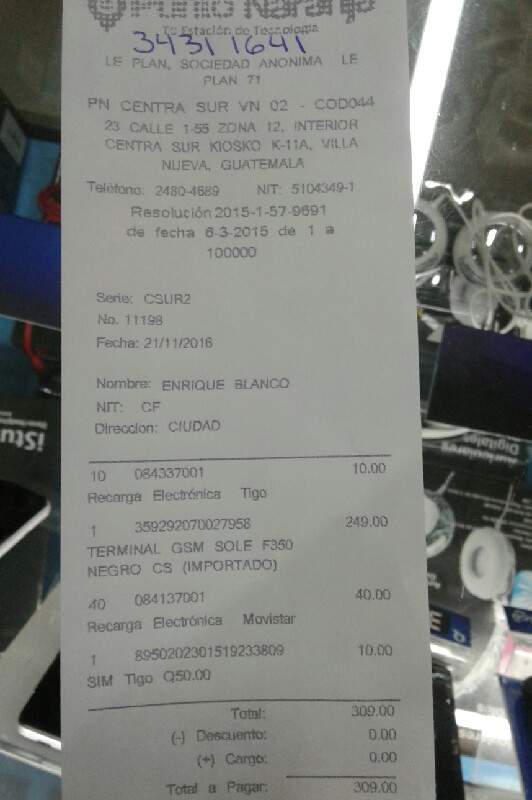 Punto Naranja
Tu Estación de Tecnología
34311641
LE PLAN, SOCIEDAD ANONIMA LE
PLAN 71
PN CENTRA SUR VN 02 - COD044
23 CALLE 1-55 ZONA 12, INTERIOR
CENTRA SUR KIOSKO K-11A, VILLA
NUEVA, GUATEMALA
Teléfono: 2480-4689 NIT: 5104349-1
Resolución 2015-1-57-9691
de fecha 6-3-2015 de 1 a
100000
Serie: CSUR2
No. 11198
Fecha: 21/11/2016
Nombre: ENRIQUE BLANCO
NIT: CF
Direccion: CIUDAD
10 084337001 10.00
Recarga Electrónica Tigo
1 359292070027958 249.00
TERMINAL GSM SOLE F350
NEGRO CS (IMPORTADO)
40 084137001 40.00
Recarga Electrónica Movistar
1 8950202301519233809 10.00
SIM Tigo Q50.00
Total: 309.00
(-) Descuento: 0.00
(+) Cargo: 0.00
Total a Pagar: 309.00
iStu
auriculares
Digitales